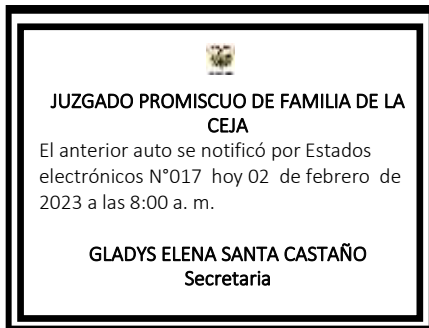 JUZGADO PROMISCUO DE FAMILIA DE LA
CEJA
El anterior auto se notificó por Estados
electrónicos N°017 hoy 02 de febrero de
2023 a las 8:00 a. m.
GLADYS ELENA SANTA CASTAÑO
Secretaria